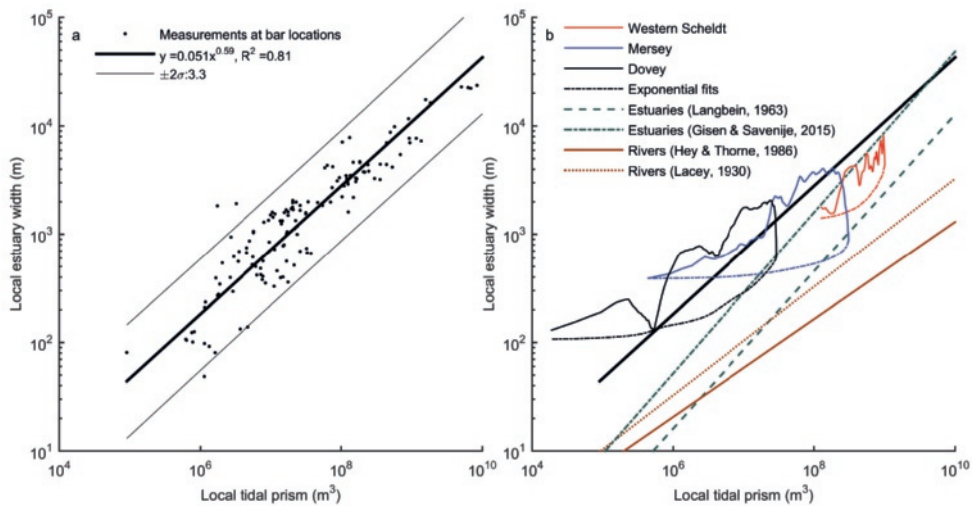 a
Measurements at bar locations
y =0.051x^0.59, R^2 =0.81
±2σ:3.3
10^5
10^4
10^3
10^2
10^1
10^4
10^6
10^8
10^10
Local estuary width (m)
Local tidal prism (m^3)
b
Western Scheldt
Mersey
Dovey
Exponential fits
Estuaries (Langbein, 1963)
Estuaries (Gisen & Savenije, 2015)
Rivers (Hey & Thorne, 1986)
Rivers (Lacey, 1930)
10^5
10^4
10^3
10^2
10^1
10^4
10^6
10^8
10^10
Local estuary width (m)
Local tidal prism (m^3)